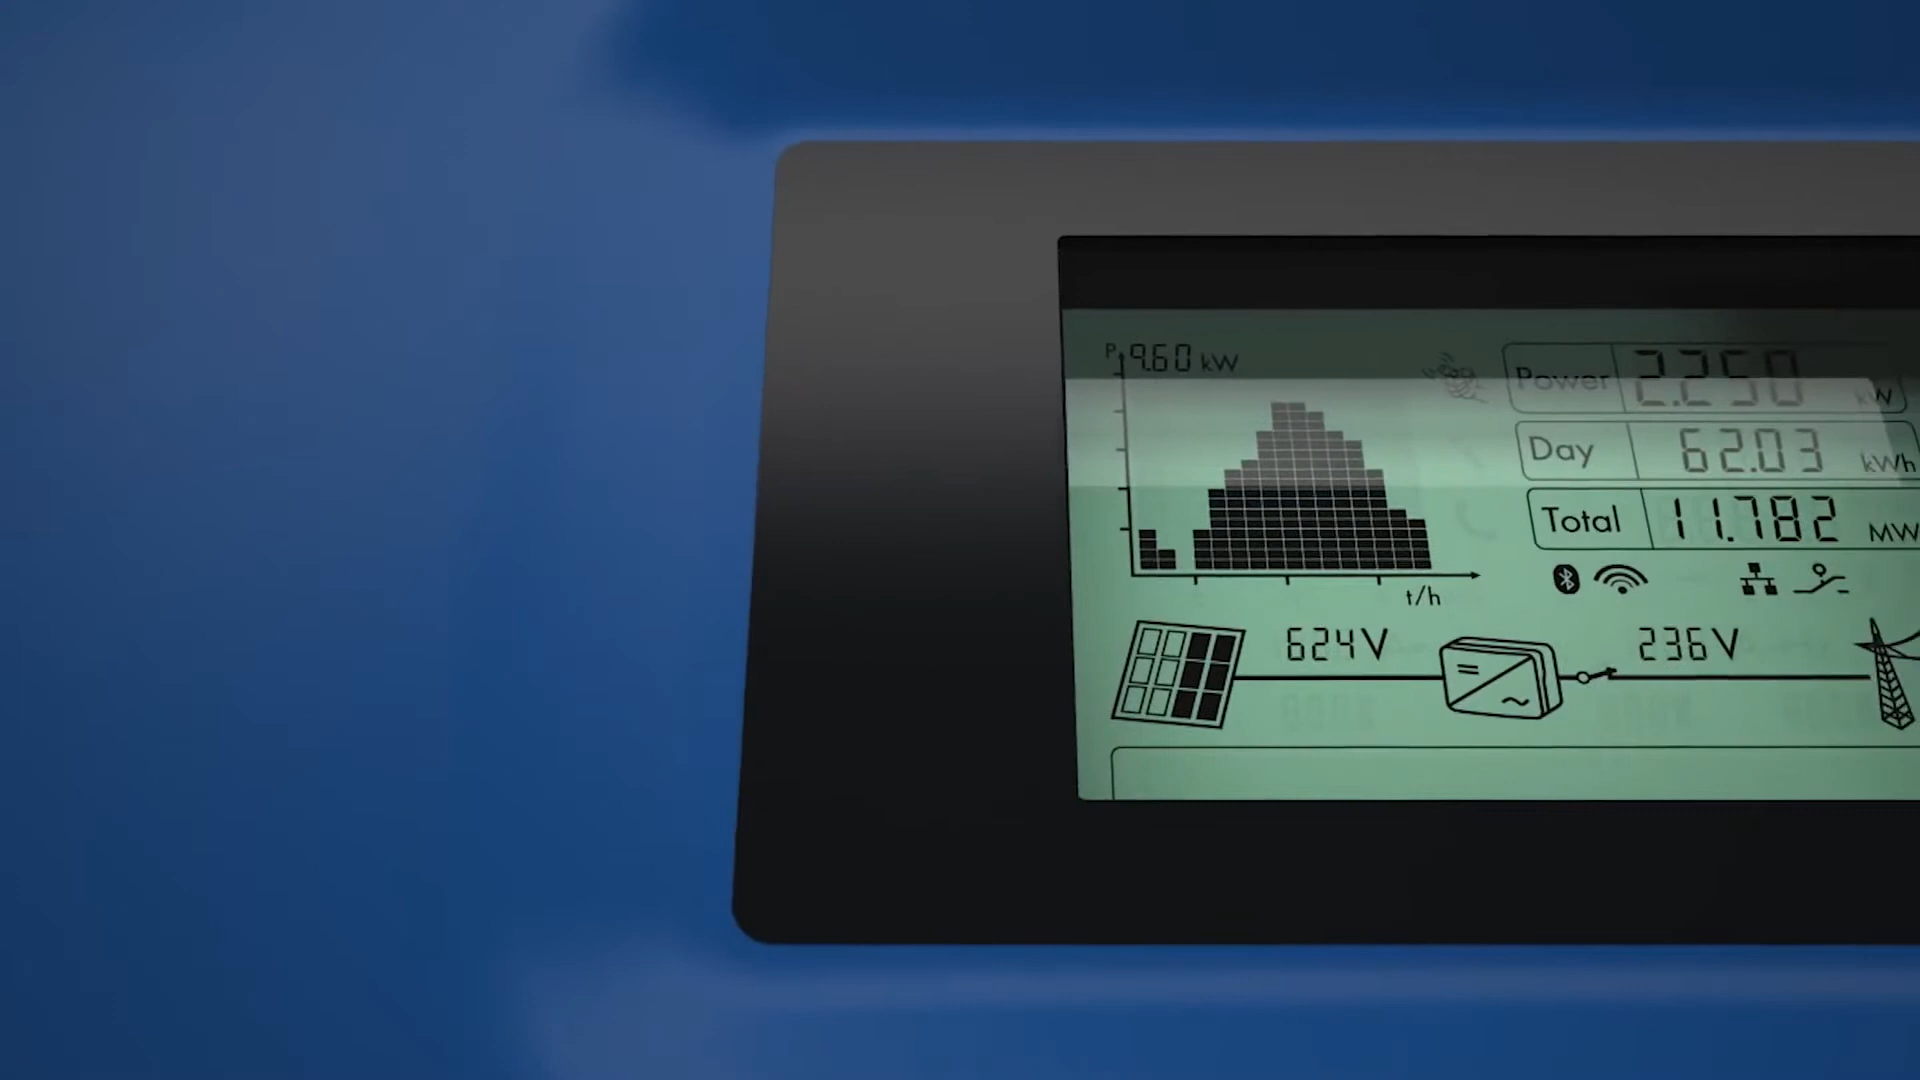 P 9.60 kW
Power 2.250 kW
Day 62.03 kWh
Total 11.782 MW
t/h
624V
236V